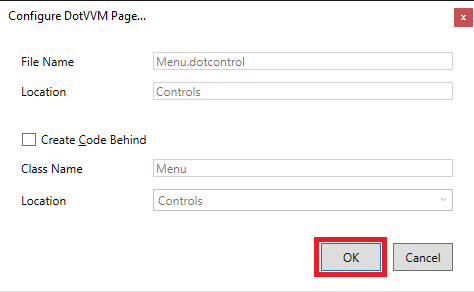 Configure DotVVM Page...
x
File Name
Menu.dotcontrol
Location
Controls
Create Code Behind
Class Name
Menu
Location
Controls
OK
Cancel